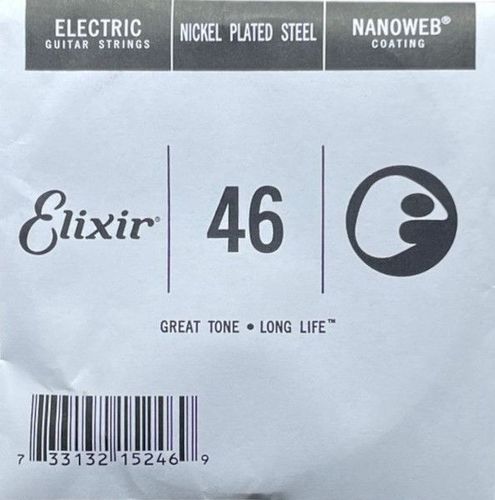 ELECTRIC
GUITAR STRINGS
NICKEL PLATED STEEL
NANOWEB®
COATING
Elixir®
46
GREAT TONE • LONG LIFE™
7 33132 15246 9